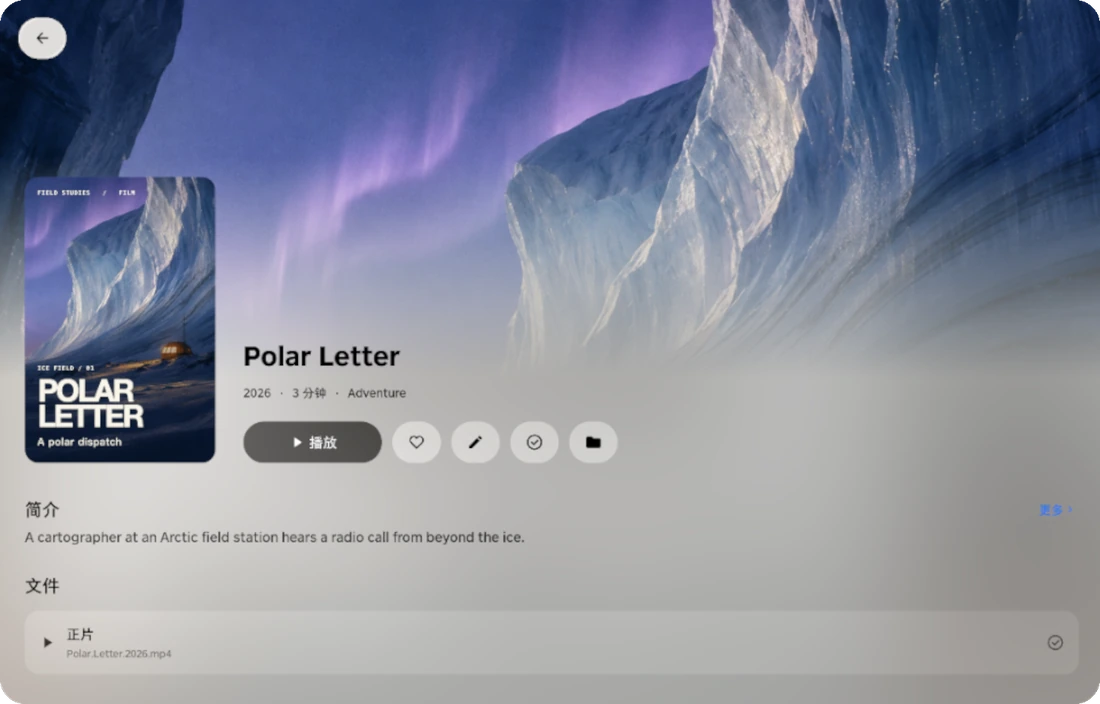 FIELD STUDIES / FILM
ICE FIELD / 01
POLAR
LETTER
A polar dispatch
Polar Letter
2026 · 3 分钟 · Adventure
播放
简介
更多
A cartographer at an Arctic field station hears a radio call from beyond the ice.
文件
正片
Polar.Letter.2026.mp4